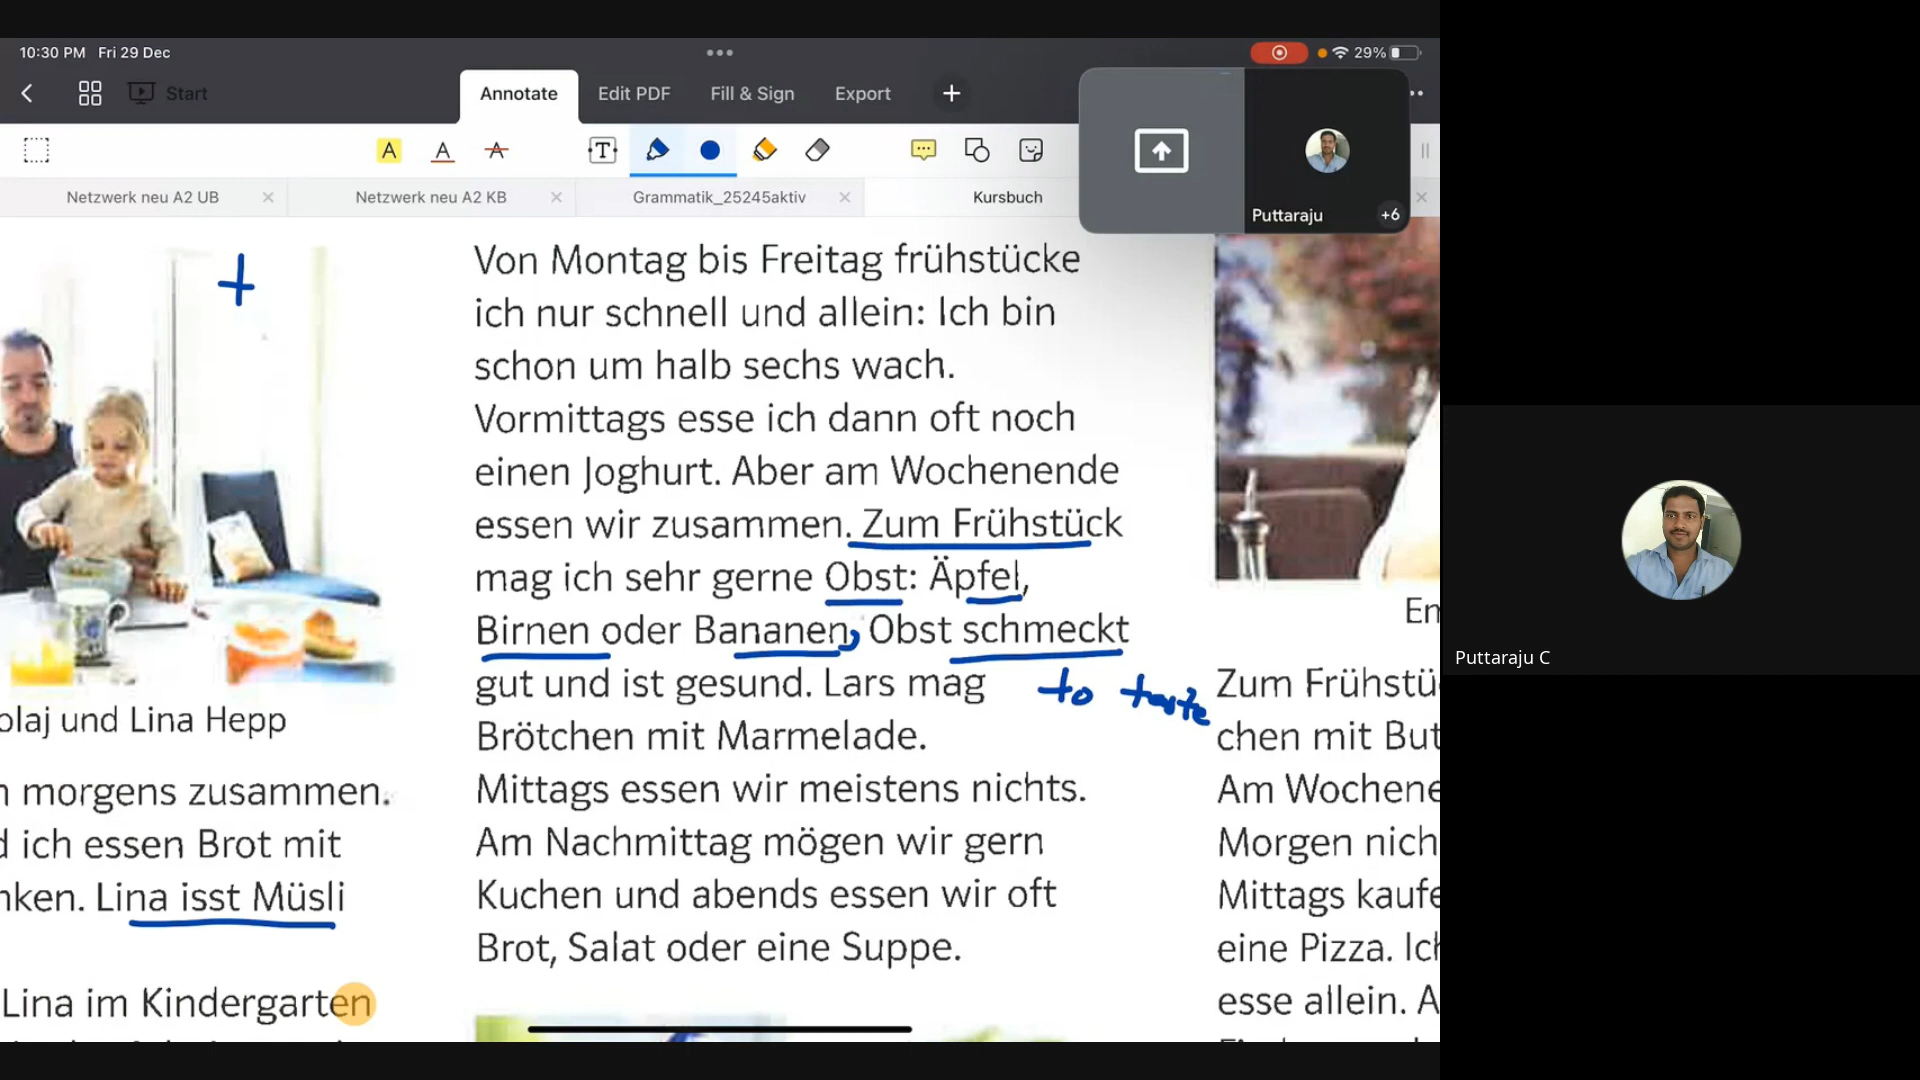 10:30 PM Fri 29 Dec
29%
Start
Annotate
Edit PDF
Fill & Sign
Export
A A A T
Netzwerk neu A2 UB
Netzwerk neu A2 KB
Grammatik_25245aktiv
Kursbuch
Puttaraju
+6
olaj und Lina Hepp
morgens zusammen.
ich essen Brot mit
nken. Lina isst Müsli
Lina im Kindergarten
Von Montag bis Freitag frühstücke
ich nur schnell und allein: Ich bin
schon um halb sechs wach.
Vormittags esse ich dann oft noch
einen Joghurt. Aber am Wochenende
essen wir zusammen. Zum Frühstück
mag ich sehr gerne Obst: Äpfel,
Birnen oder Bananen, Obst schmeckt
gut und ist gesund. Lars mag
to taste
Brötchen mit Marmelade.
Mittags essen wir meistens nichts.
Am Nachmittag mögen wir gern
Kuchen und abends essen wir oft
Brot, Salat oder eine Suppe.
Em
Zum Frühstü
chen mit But
Am Wochene
Morgen nich
Mittags kaufe
eine Pizza. Ich
esse allein. A
Puttaraju C